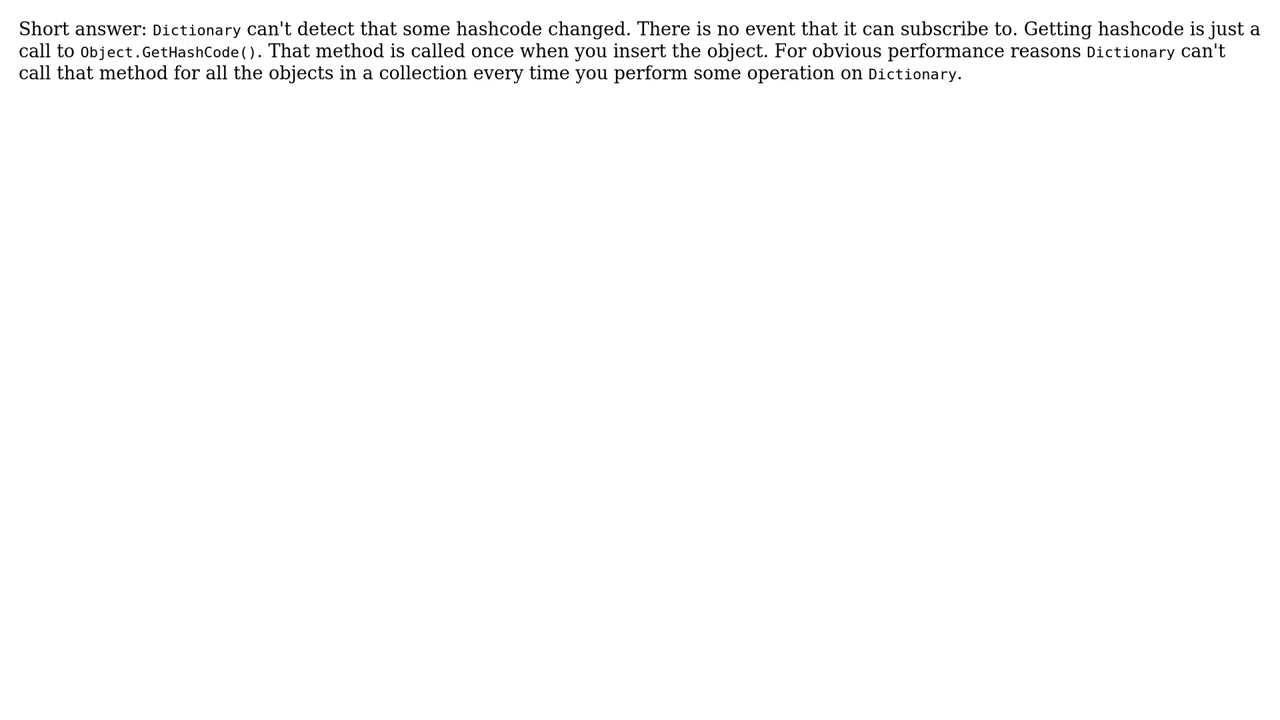 Short answer: Dictionary can't detect that some hashcode changed. There is no event that it can subscribe to. Getting hashcode is just a
call to Object.GetHashCode(). That method is called once when you insert the object. For obvious performance reasons Dictionary can't
call that method for all the objects in a collection every time you perform some operation on Dictionary.